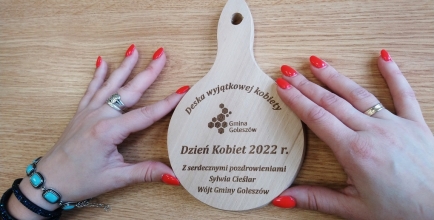 Deska wyjątkowej kobiety
Gmina
Goleszów
Dzień Kobiet 2022 r.
Z serdecznymi pozdrowieniami
Sylwia Cieślar
Wójt Gminy Goleszów